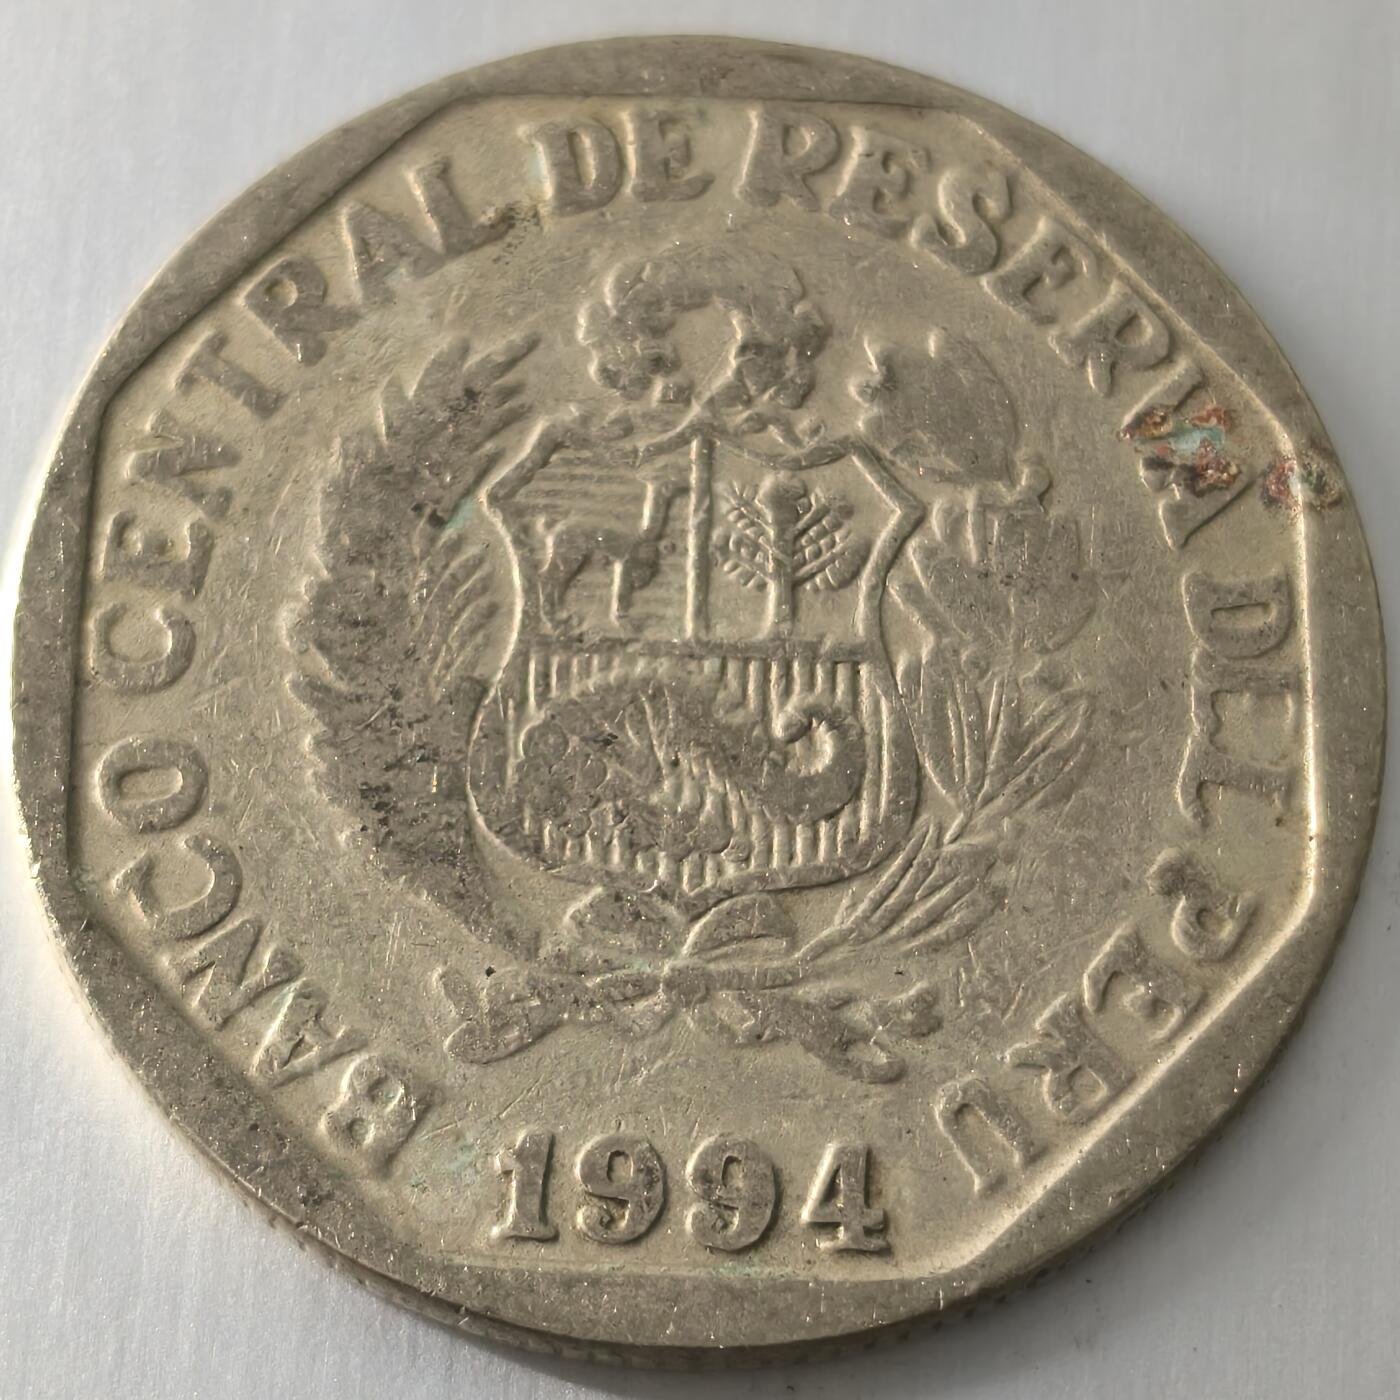 BANCO CENTRAL DE RESERVA DEL PERU
1994